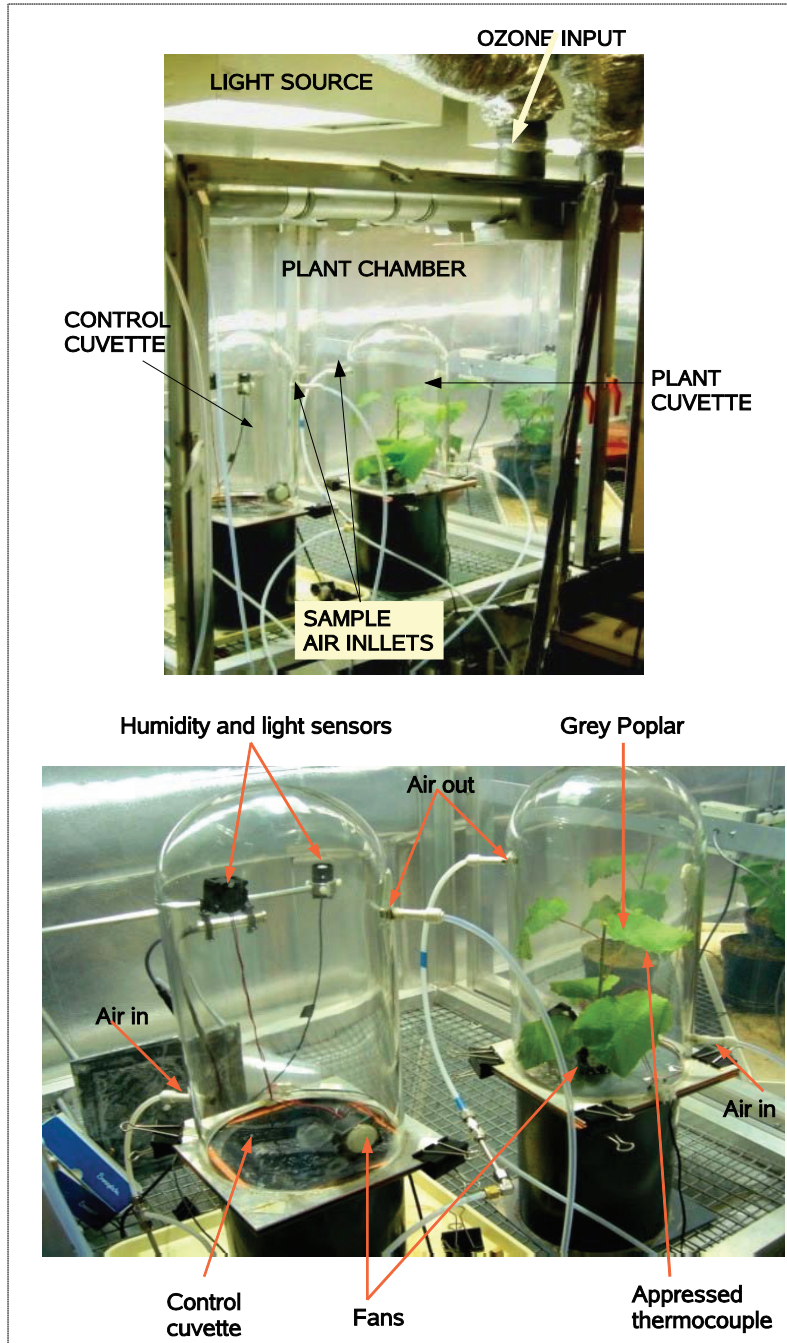 OZONE INPUT
LIGHT SOURCE
PLANT CHAMBER
CONTROL
CUVETTE
PLANT
CUVETTE
SAMPLE
AIR INLLETS
Humidity and light sensors
Grey Poplar
Air out
Air in
Air in
Control
cuvette
Fans
Appressed
thermocouple